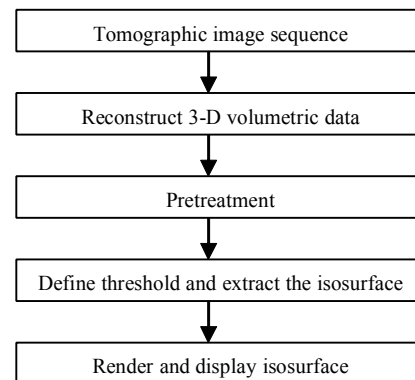 Tomographic image sequence
Reconstruct 3-D volumetric data
Pretreatment
Define threshold and extract the isosurface
Render and display isosurface